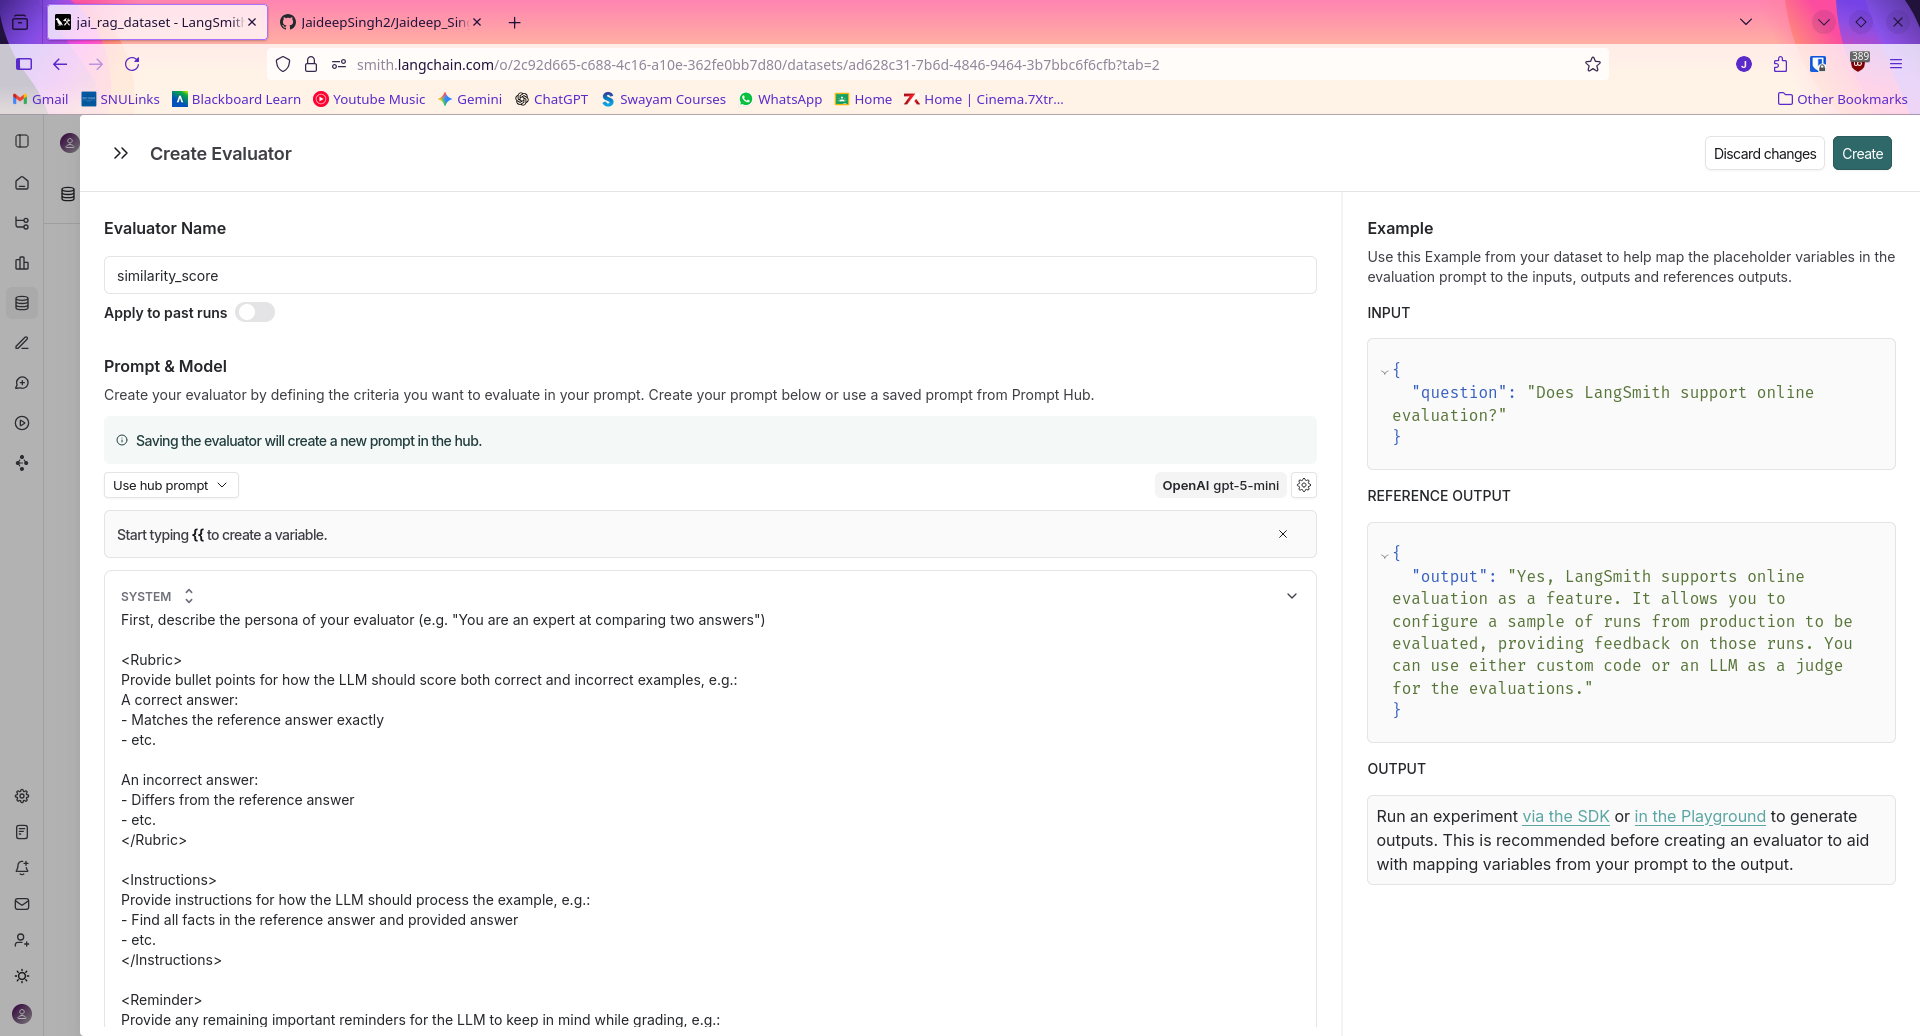 jai_rag_dataset - LangSmit
JaideepSingh2/Jaideep_Sin
smith.langchain.com/o/2c92d665-c688-4c16-a10e-362fe0bb7d80/datasets/ad628c31-7b6d-4846-9464-3b7bbc6f6cfb?tab=2
J
389
Gmail
SNULinks
Blackboard Learn
Youtube Music
Gemini
ChatGPT
Swayam Courses
WhatsApp
Home
Home | Cinema.7Xtr...
Other Bookmarks
Create Evaluator
Discard changes
Create
Evaluator Name
similarity_score
Apply to past runs
Prompt & Model
Create your evaluator by defining the criteria you want to evaluate in your prompt. Create your prompt below or use a saved prompt from Prompt Hub.
Saving the evaluator will create a new prompt in the hub.
Use hub prompt
OpenAI gpt-5-mini
Start typing {{ to create a variable.
SYSTEM
First, describe the persona of your evaluator (e.g. "You are an expert at comparing two answers")
<Rubric>
Provide bullet points for how the LLM should score both correct and incorrect examples, e.g.:
A correct answer:
- Matches the reference answer exactly
- etc.
An incorrect answer:
- Differs from the reference answer
- etc.
</Rubric>
<Instructions>
Provide instructions for how the LLM should process the example, e.g.:
- Find all facts in the reference answer and provided answer
- etc.
</Instructions>
<Reminder>
Provide any remaining important reminders for the LLM to keep in mind while grading, e.g.:
Example
Use this Example from your dataset to help map the placeholder variables in the
evaluation prompt to the inputs, outputs and references outputs.
INPUT
{
"question": "Does LangSmith support online
evaluation?"
}
REFERENCE OUTPUT
{
"output": "Yes, LangSmith supports online
evaluation as a feature. It allows you to
configure a sample of runs from production to be
evaluated, providing feedback on those runs. You
can use either custom code or an LLM as a judge
for the evaluations."
}
OUTPUT
Run an experiment via the SDK or in the Playground to generate
outputs. This is recommended before creating an evaluator to aid
with mapping variables from your prompt to the output.